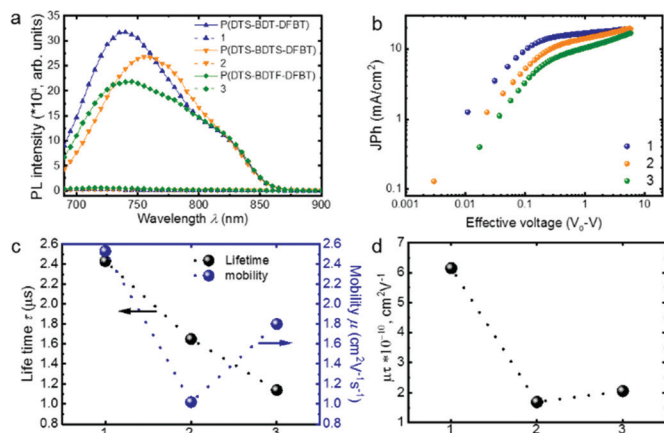 a
PL intensity (*10⁴, arb. units)
35
30
25
20
15
10
5
0
P(DTS-BDT-DFBT)
1
P(DTS-BDTS-DFBT)
2
P(DTS-BDTF-DFBT)
3
700 750 800 850 900
Wavelength λ (nm)
b
JPh (mA/cm²)
10
1
0.1
1
2
3
0.001 0.01 0.1 1 10
Effective voltage (V₀-V)
c
Life time τ (μs)
2.6
2.4
2.2
2.0
1.8
1.6
1.4
1.2
1.0
0.8
Lifetime
mobility
2.6
2.4
2.2
2.0
1.8
1.6
1.4
1.2
1.0
0.8
Mobility μ (cm²V⁻¹s⁻¹)
1 2 3
d
μτ *10⁻¹⁰, cm²V⁻¹
7
6
5
4
3
2
1
1 2 3